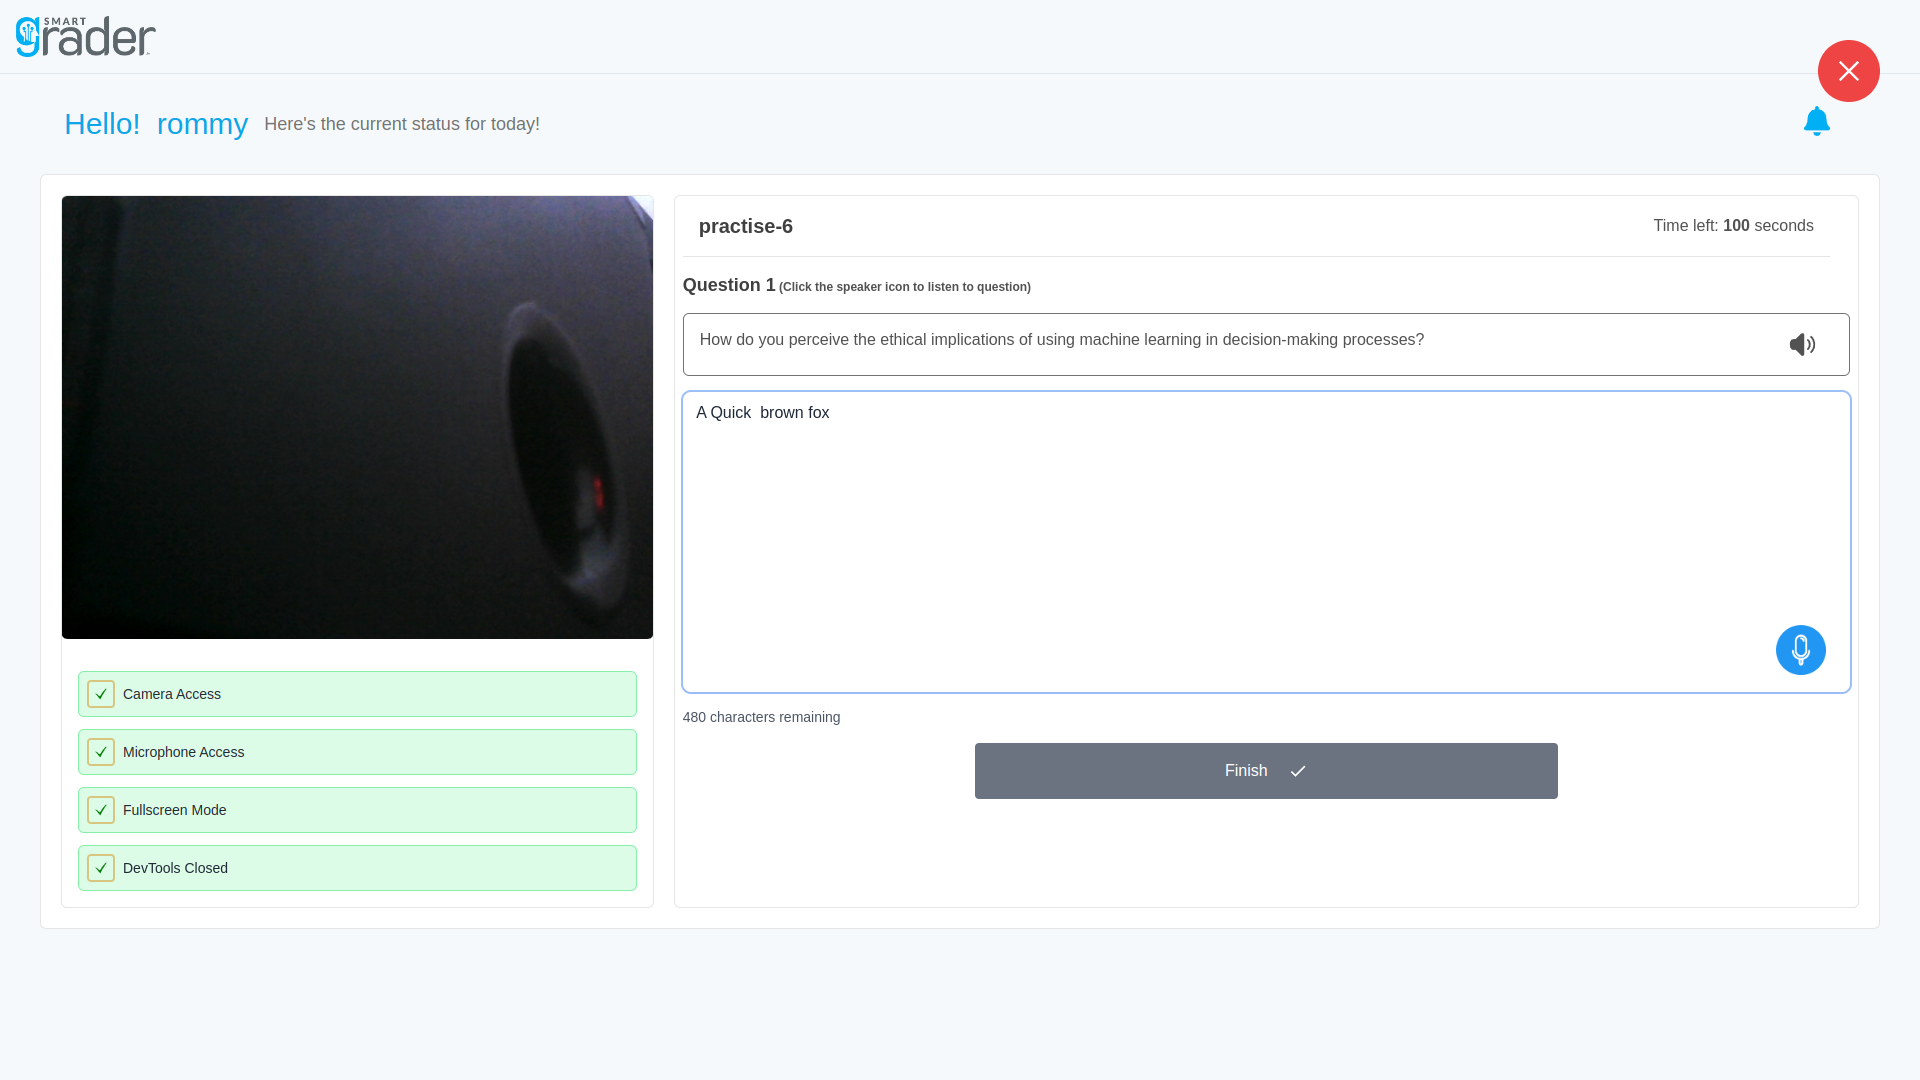 SMART
grader
Hello! rommy Here's the current status for today!
practise-6
Time left: 100 seconds
Question 1 (Click the speaker icon to listen to question)
How do you perceive the ethical implications of using machine learning in decision-making processes?
A Quick  brown fox
480 characters remaining
Finish
Camera Access
Microphone Access
Fullscreen Mode
DevTools Closed